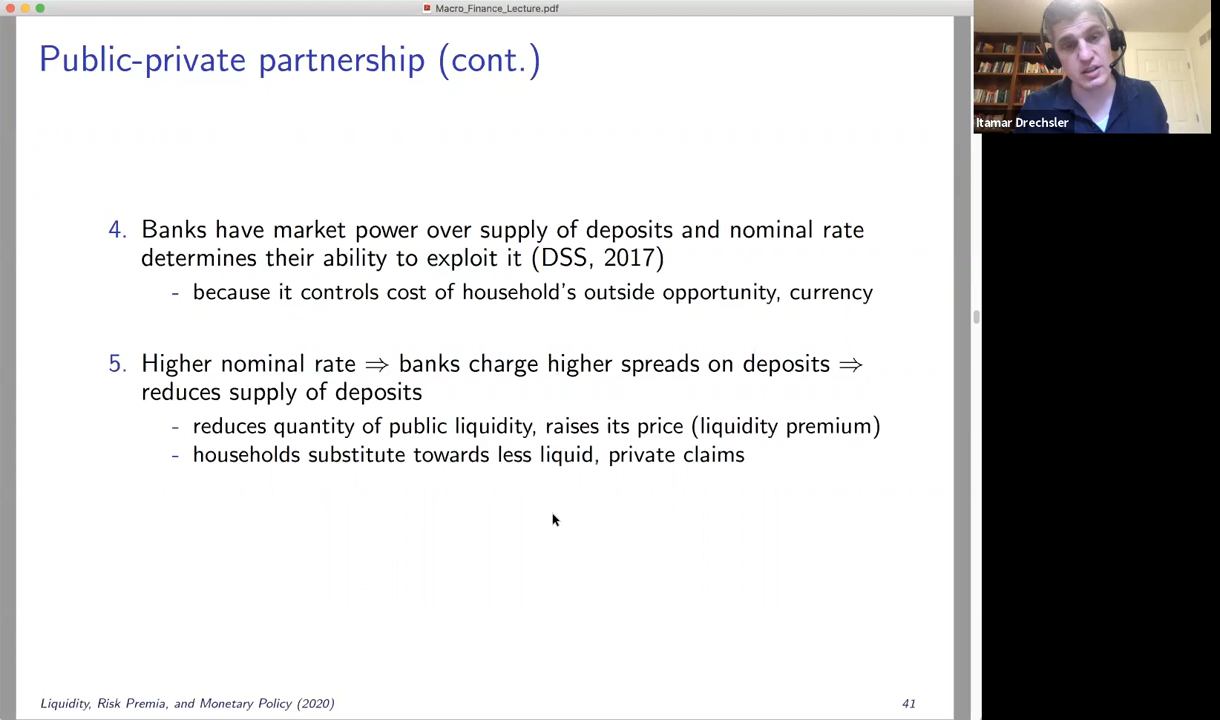 Macro_Finance_Lecture.pdf
Public-private partnership (cont.)
Itamar Drechsler
4. Banks have market power over supply of deposits and nominal rate
determines their ability to exploit it (DSS, 2017)
- because it controls cost of household's outside opportunity, currency
5. Higher nominal rate ⇒ banks charge higher spreads on deposits ⇒
reduces supply of deposits
- reduces quantity of public liquidity, raises its price (liquidity premium)
- households substitute towards less liquid, private claims
Liquidity, Risk Premia, and Monetary Policy (2020)
41